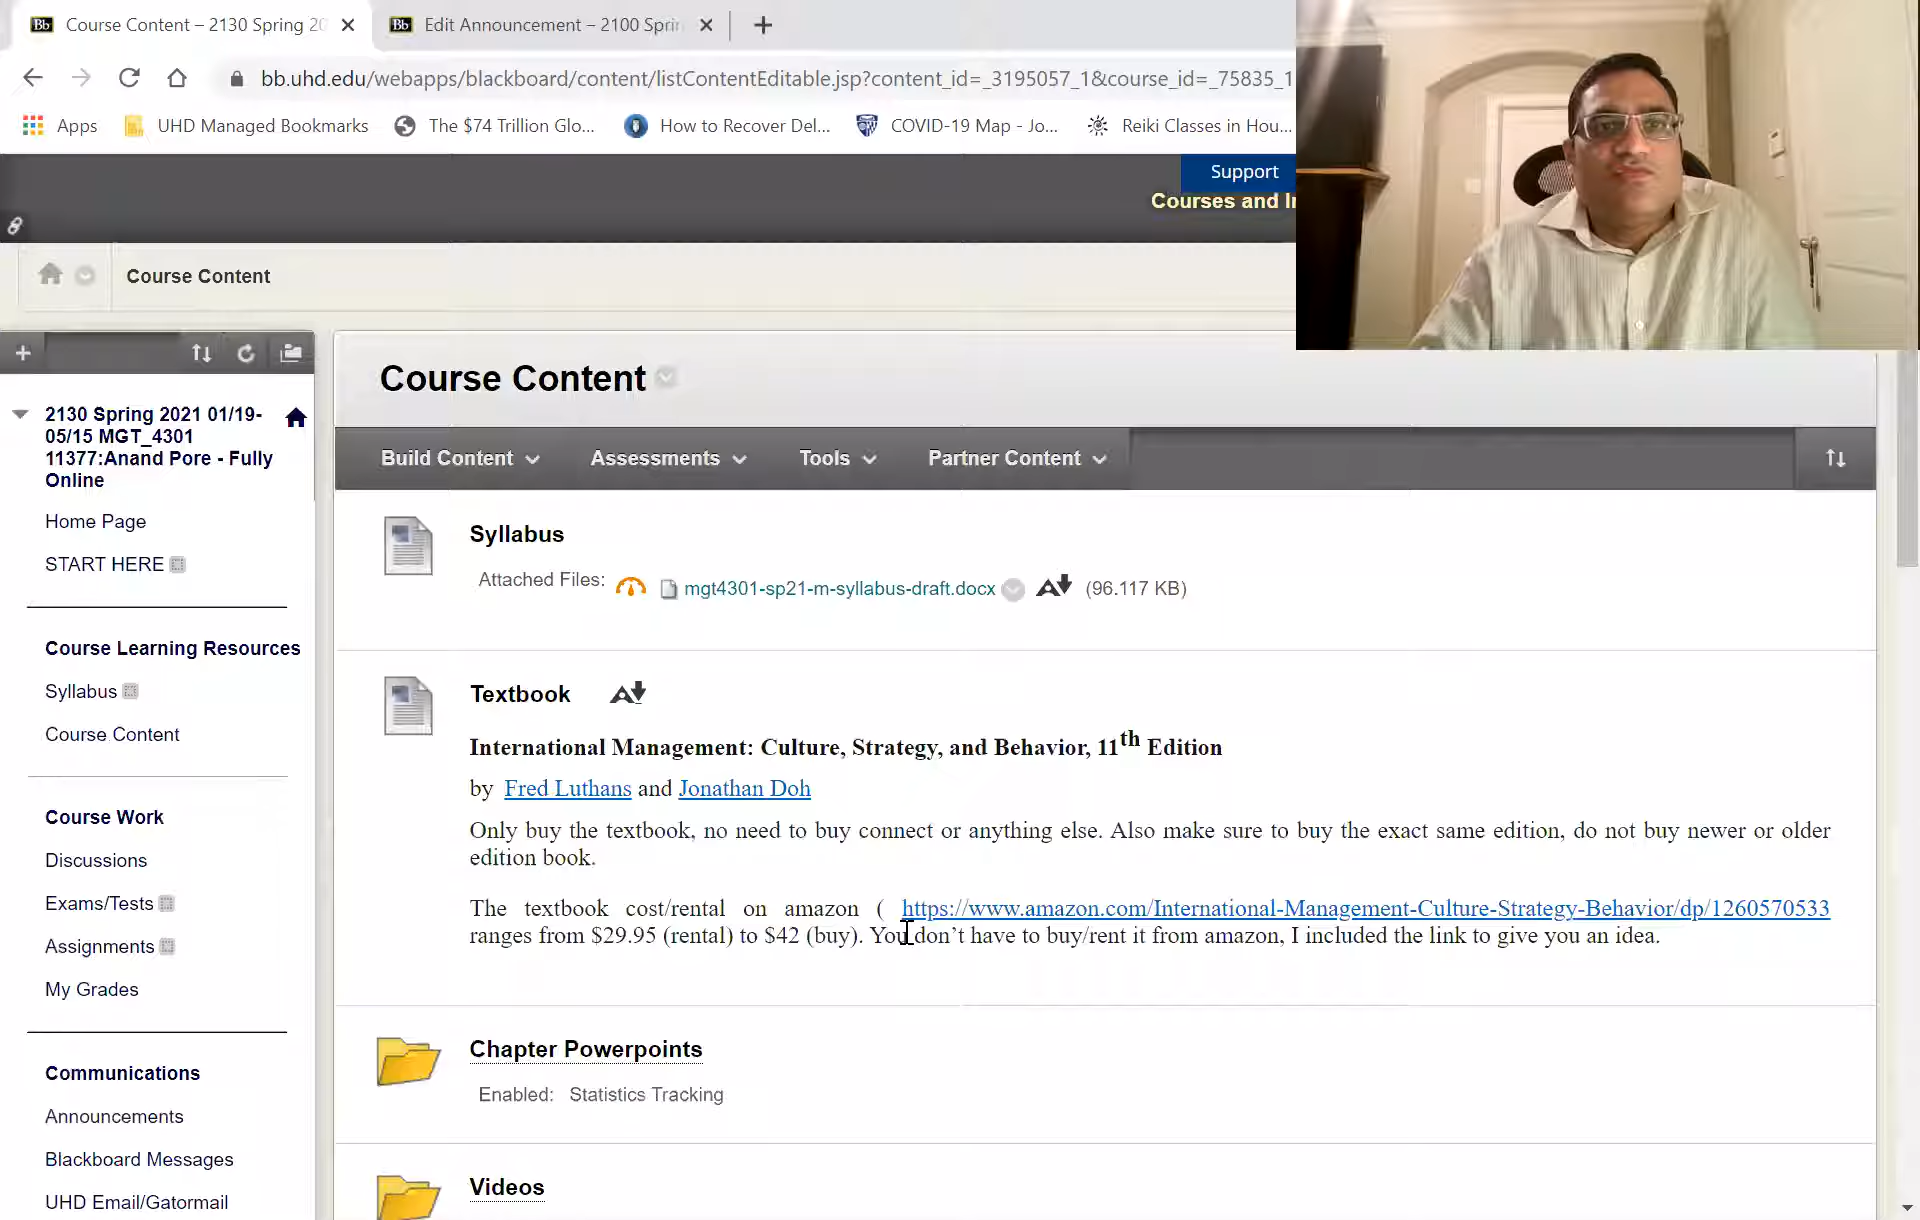 Course Content – 2130 Spring 20
Edit Announcement – 2100 Sprin
bb.uhd.edu/webapps/blackboard/content/listContentEditable.jsp?content_id=_3195057_1&course_id=_75835_1
Apps
UHD Managed Bookmarks
The $74 Trillion Glo...
How to Recover Del...
COVID-19 Map - Jo...
Reiki Classes in Hou...
Support
Courses and
Course Content
2130 Spring 2021 01/19-
05/15 MGT_4301
11377:Anand Pore - Fully
Online
Home Page
START HERE
Course Learning Resources
Syllabus
Course Content
Course Work
Discussions
Exams/Tests
Assignments
My Grades
Communications
Announcements
Blackboard Messages
UHD Email/Gatormail
Course Content
Build Content
Assessments
Tools
Partner Content
Syllabus
Attached Files: mgt4301-sp21-m-syllabus-draft.docx (96.117 KB)
Textbook
International Management: Culture, Strategy, and Behavior, 11th Edition
by Fred Luthans and Jonathan Doh
Only buy the textbook, no need to buy connect or anything else. Also make sure to buy the exact same edition, do not buy newer or older
edition book.
The textbook cost/rental on amazon ( https://www.amazon.com/International-Management-Culture-Strategy-Behavior/dp/1260570533
ranges from $29.95 (rental) to $42 (buy). You don’t have to buy/rent it from amazon, I included the link to give you an idea.
Chapter Powerpoints
Enabled: Statistics Tracking
Videos